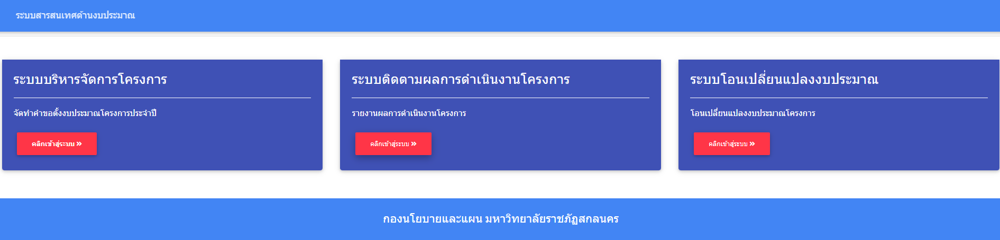 ระบบสารสนเทศด้านงบประมาณ
ระบบบริหารจัดการโครงการ
จัดทำคำขอตั้งงบประมาณโครงการประจำปี
คลิกเข้าสู่ระบบ »
ระบบติดตามผลการดำเนินงานโครงการ
รายงานผลการดำเนินงานโครงการ
คลิกเข้าสู่ระบบ »
ระบบโอนเปลี่ยนแปลงงบประมาณ
โอนเปลี่ยนแปลงงบประมาณโครงการ
คลิกเข้าสู่ระบบ »
กองนโยบายและแผน มหาวิทยาลัยราชภัฏสกลนคร